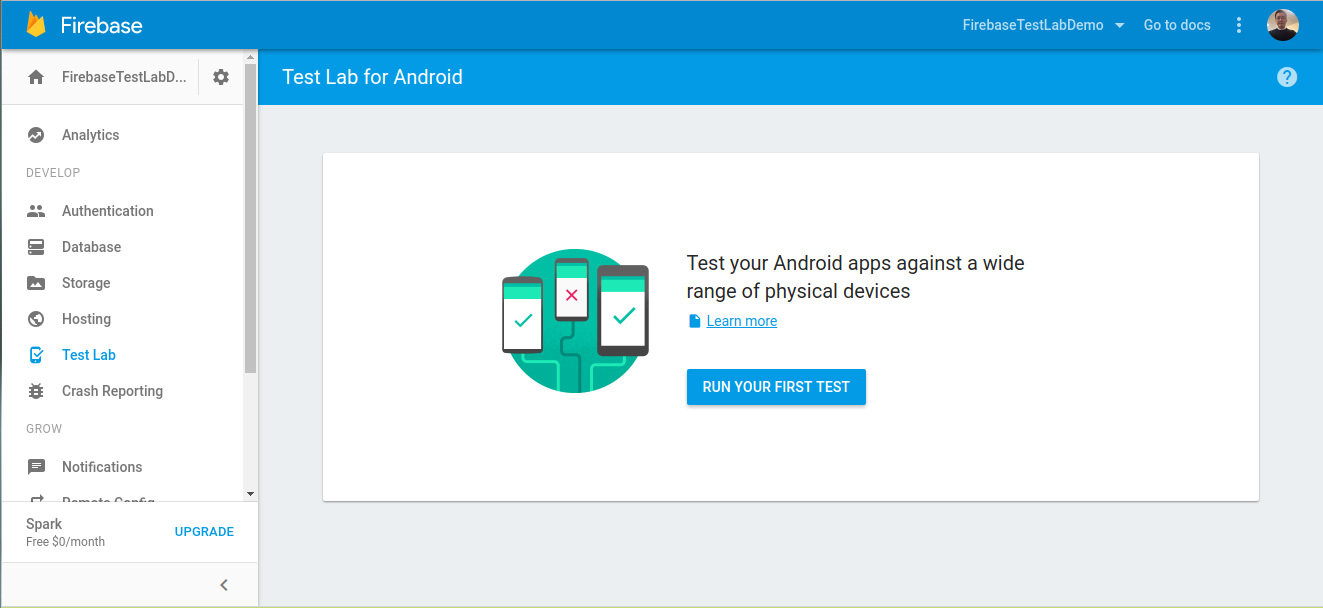 Firebase
FirebaseTestLabDemo
Go to docs
FirebaseTestLabD...
Test Lab for Android
?
Analytics
DEVELOP
Authentication
Database
Storage
Hosting
Test Lab
Crash Reporting
GROW
Notifications
Remote Config
Spark
Free $0/month
UPGRADE
Test your Android apps against a wide
range of physical devices
Learn more
RUN YOUR FIRST TEST